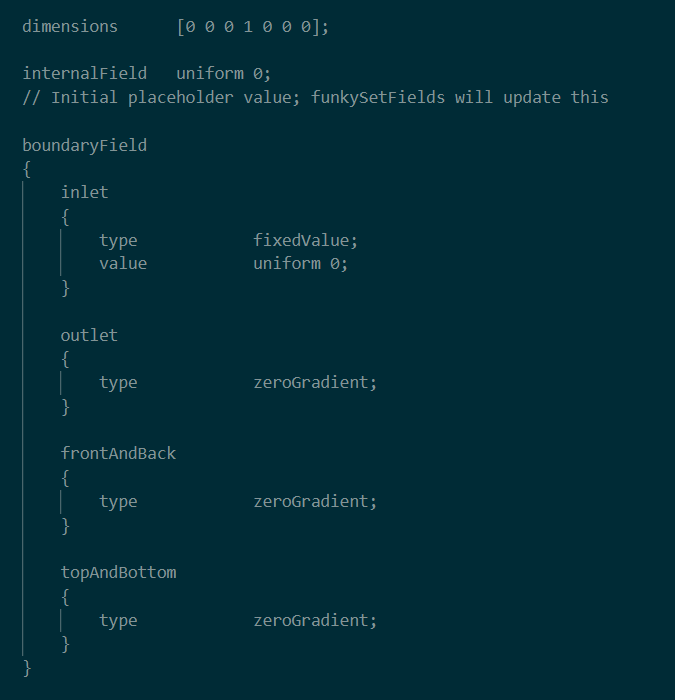 dimensions      [0 0 0 1 0 0 0];
internalField   uniform 0;
// Initial placeholder value; funkySetFields will update this
boundaryField
{
    inlet
    {
        type            fixedValue;
        value           uniform 0;
    }
    outlet
    {
        type            zeroGradient;
    }
    frontAndBack
    {
        type            zeroGradient;
    }
    topAndBottom
    {
        type            zeroGradient;
    }
}